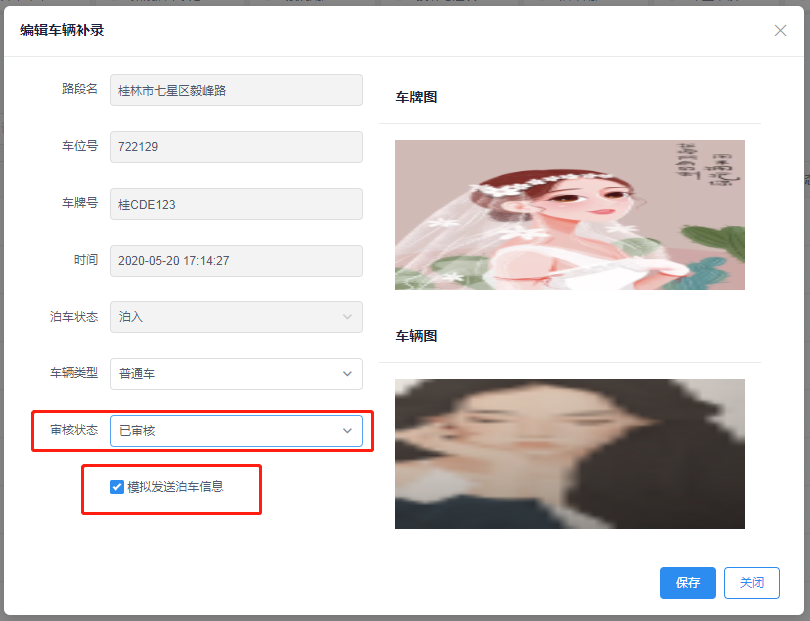 编辑车辆补录
路段名 桂林市七星区毅峰路
车位号 722129
车牌号 桂CDE123
时间 2020-05-20 17:14:27
泊车状态 泊入
车辆类型 普通车
审核状态 已审核
模拟发送泊车信息
车牌图
车辆图
保存 关闭